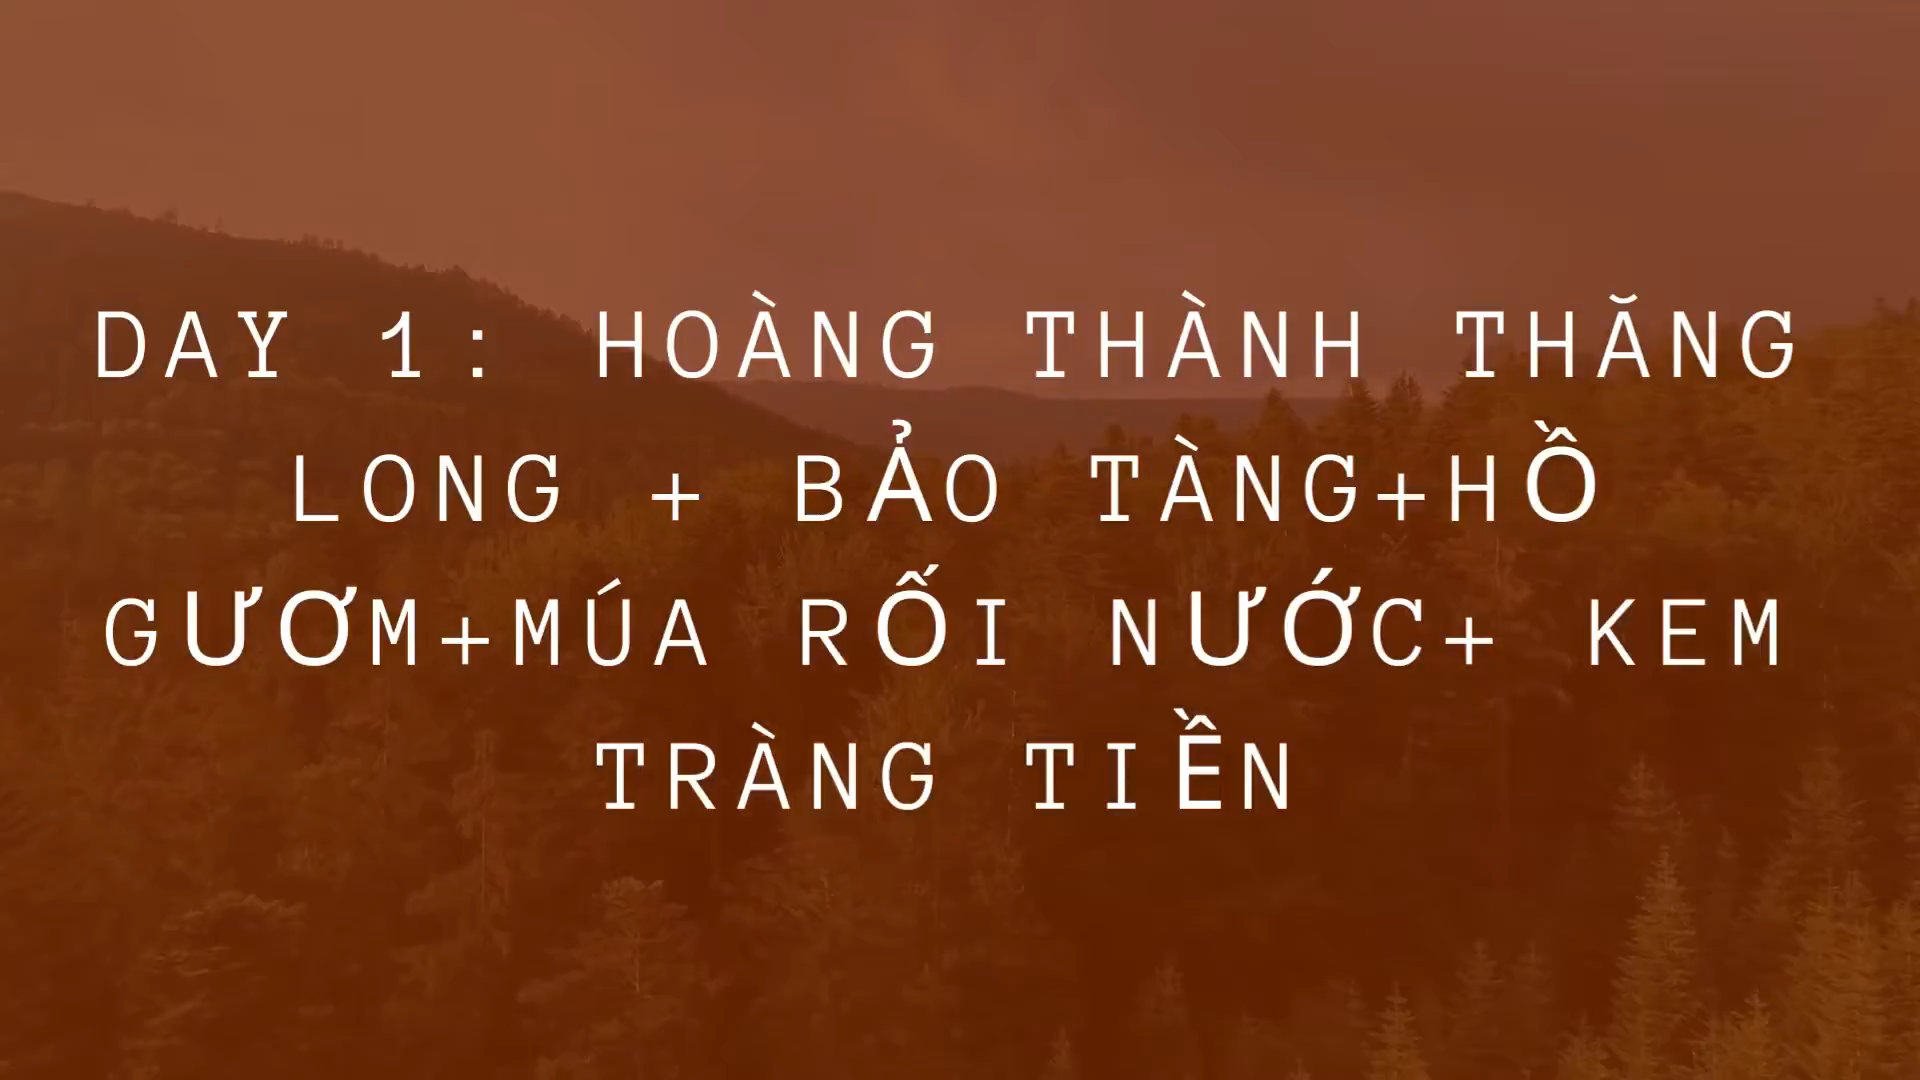 DAY 1: HOÀNG THÀNH THĂNG
LONG + BẢO TÀNG+HỒ
GƯƠM+MÚA RỐI NƯỚC+ KEM
TRÀNG TIỀN